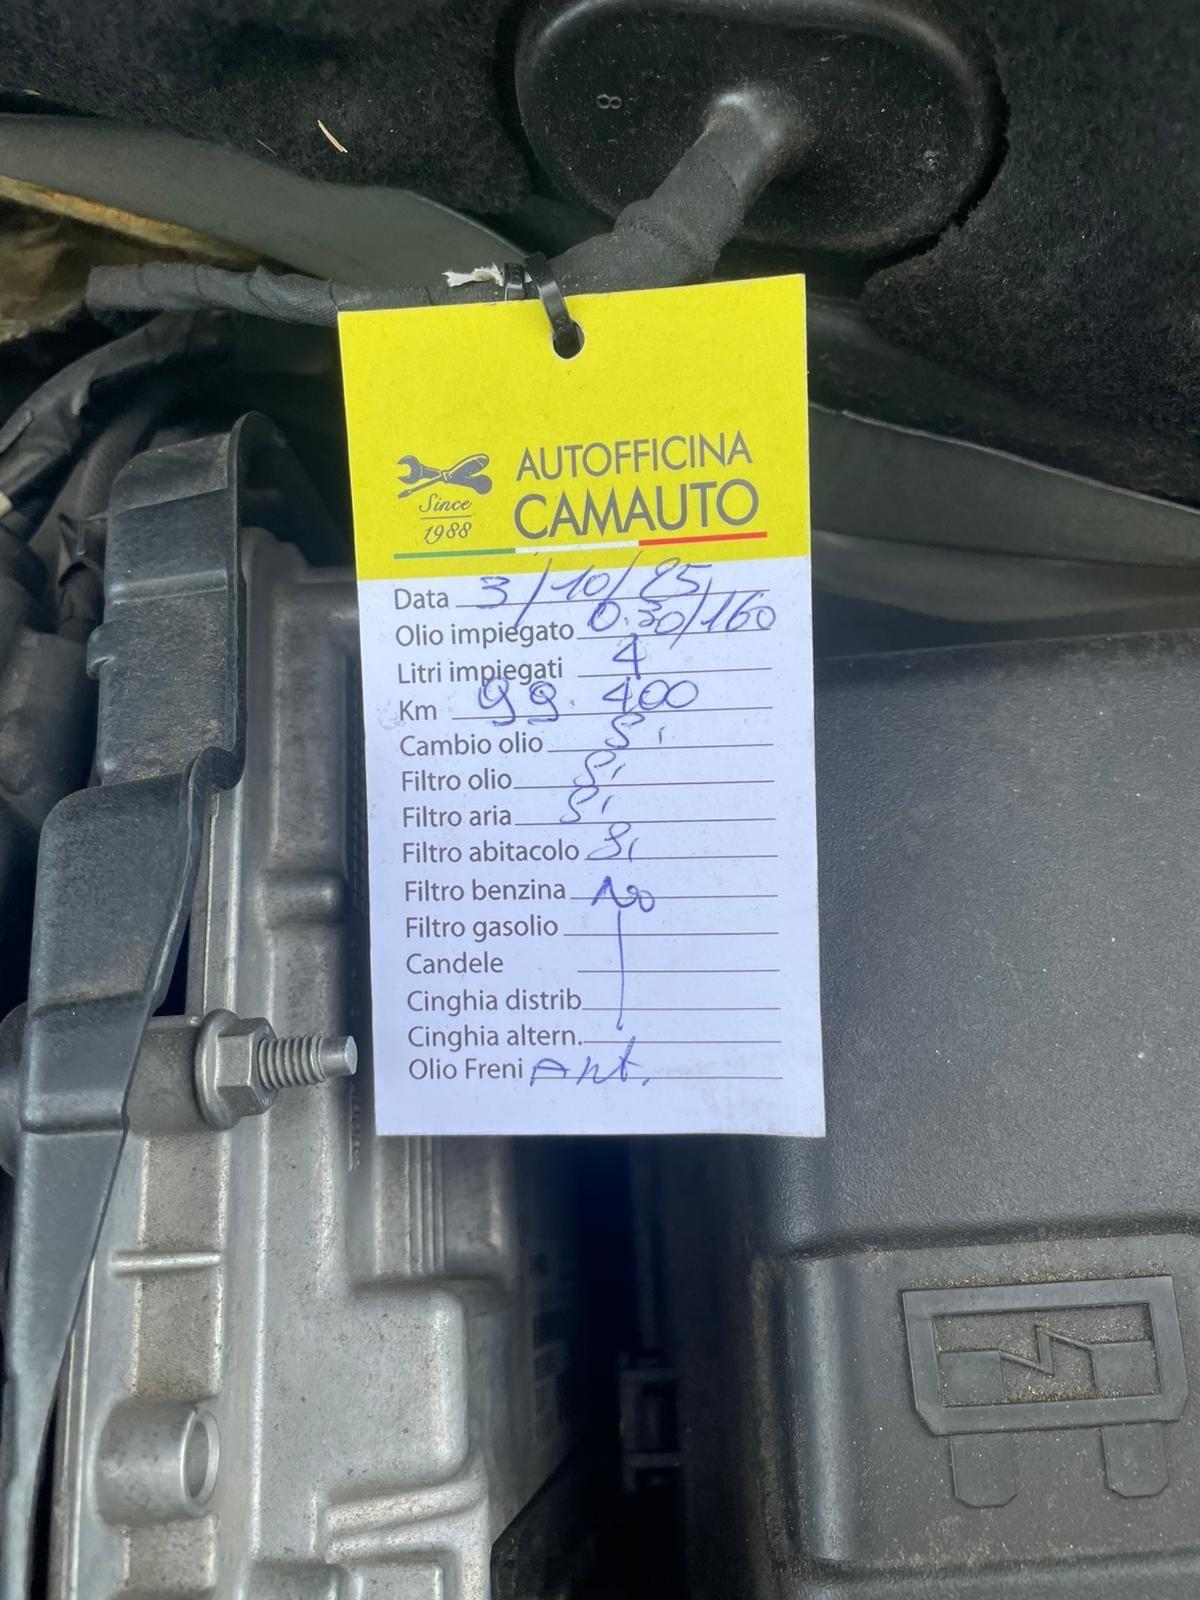 8
AUTOFFICINA
CAMAUTO
Since
1988
Data 3/10/25
Olio impiegato 0.30/160
Litri impiegati 4
Km 99.400
Cambio olio Si
Filtro olio Si
Filtro aria Si
Filtro abitacolo Si
Filtro benzina No
Filtro gasolio
Candele
Cinghia distrib
Cinghia altern.
Olio Freni Ant.